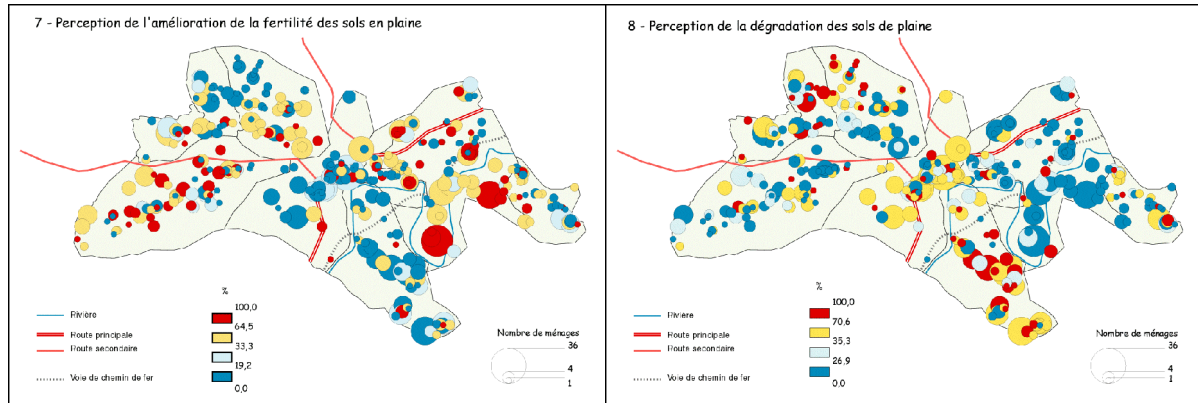 7 - Perception de l'amélioration de la fertilité des sols en plaine
%
100,0
64,5
33,3
19,2
0,0
Rivière
Route principale
Route secondaire
Voie de chemin de fer
Nombre de ménages
36
4
1
8 - Perception de la dégradation des sols de plaine
%
100,0
70,6
35,3
26,9
0,0
Rivière
Route principale
Route secondaire
Voie de chemin de fer
Nombre de ménages
36
4
1